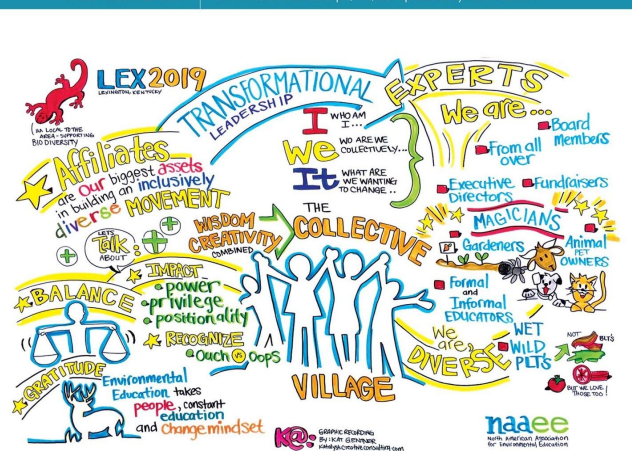 LEX 2019
LEXINGTON, KENTUCKY
I'M LOCAL TO THE
AREA - SUPPORTING
BIO DIVERSITY
TRANSFORMATIONAL
LEADERSHIP
EXPERTS
We are...
Board
members
From all
over
Executive
Directors
Fundraisers
I WHO AM
I...
We WO ARE WE
COLLECTIVELY...
It WHAT ARE
WE WANTING
TO CHANGE..
Affiliates
are our biggest assets
in building an inclusively
diverse MOVEMENT
LET'S
Talk
ABOUT
WISDOM
CREATIVITY
COMBINED
THE
COLLECTIVE
VILLAGE
MAGICIANS
Gardeners
Animal
PET
OWNERS
Formal
and
Informal
EDUCATORS
We
are
DIVERSE
WET
WILD
PLT'S
NOT
BLT'S
BUT WE LOVE
THOSE TOO!
BALANCE
IMPACT
power
privilege
positionality
RECOGNIZE
Ouch Oops
GRATITUDE
Environmental
Education takes
people, constant
education
and change mindset
K@:
GRAPHIC RECORDING
BY: KAT
naaee
North American Association
for Environmental Education